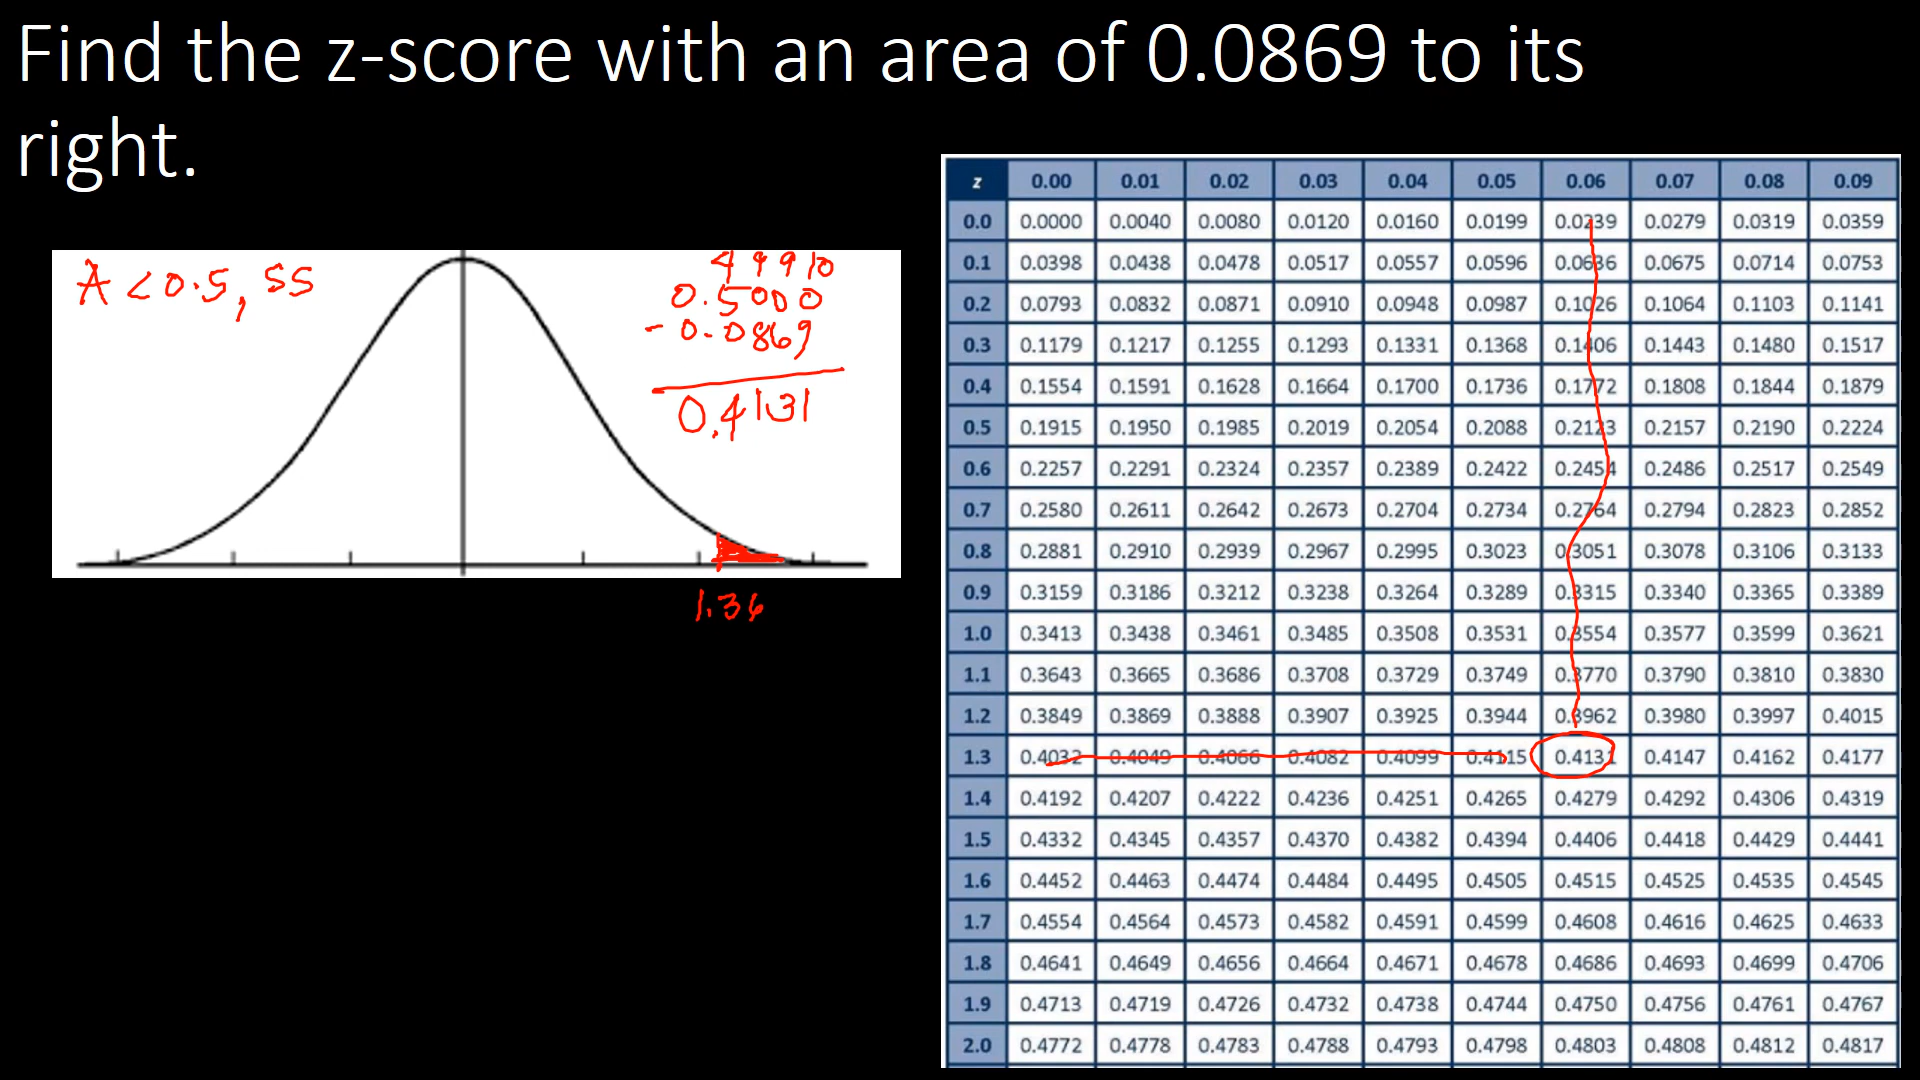 Find the z-score with an area of 0.0869 to its
right.
A < 0.5, SS
4 9 9 10
0.5000
- 0.0869
0.4131
1.36
z 0.00 0.01 0.02 0.03 0.04 0.05 0.06 0.07 0.08 0.09
0.0 0.0000 0.0040 0.0080 0.0120 0.0160 0.0199 0.0239 0.0279 0.0319 0.0359
0.1 0.0398 0.0438 0.0478 0.0517 0.0557 0.0596 0.0636 0.0675 0.0714 0.0753
0.2 0.0793 0.0832 0.0871 0.0910 0.0948 0.0987 0.1026 0.1064 0.1103 0.1141
0.3 0.1179 0.1217 0.1255 0.1293 0.1331 0.1368 0.1406 0.1443 0.1480 0.1517
0.4 0.1554 0.1591 0.1628 0.1664 0.1700 0.1736 0.1772 0.1808 0.1844 0.1879
0.5 0.1915 0.1950 0.1985 0.2019 0.2054 0.2088 0.2123 0.2157 0.2190 0.2224
0.6 0.2257 0.2291 0.2324 0.2357 0.2389 0.2422 0.2454 0.2486 0.2517 0.2549
0.7 0.2580 0.2611 0.2642 0.2673 0.2704 0.2734 0.2764 0.2794 0.2823 0.2852
0.8 0.2881 0.2910 0.2939 0.2967 0.2995 0.3023 0.3051 0.3078 0.3106 0.3133
0.9 0.3159 0.3186 0.3212 0.3238 0.3264 0.3289 0.3315 0.3340 0.3365 0.3389
1.0 0.3413 0.3438 0.3461 0.3485 0.3508 0.3531 0.3554 0.3577 0.3599 0.3621
1.1 0.3643 0.3665 0.3686 0.3708 0.3729 0.3749 0.3770 0.3790 0.3810 0.3830
1.2 0.3849 0.3869 0.3888 0.3907 0.3925 0.3944 0.3962 0.3980 0.3997 0.4015
1.3 0.4032 0.4049 0.4066 0.4082 0.4099 0.4115 0.4131 0.4147 0.4162 0.4177
1.4 0.4192 0.4207 0.4222 0.4236 0.4251 0.4265 0.4279 0.4292 0.4306 0.4319
1.5 0.4332 0.4345 0.4357 0.4370 0.4382 0.4394 0.4406 0.4418 0.4429 0.4441
1.6 0.4452 0.4463 0.4474 0.4484 0.4495 0.4505 0.4515 0.4525 0.4535 0.4545
1.7 0.4554 0.4564 0.4573 0.4582 0.4591 0.4599 0.4608 0.4616 0.4625 0.4633
1.8 0.4641 0.4649 0.4656 0.4664 0.4671 0.4678 0.4686 0.4693 0.4699 0.4706
1.9 0.4713 0.4719 0.4726 0.4732 0.4738 0.4744 0.4750 0.4756 0.4761 0.4767
2.0 0.4772 0.4778 0.4783 0.4788 0.4793 0.4798 0.4803 0.4808 0.4812 0.4817